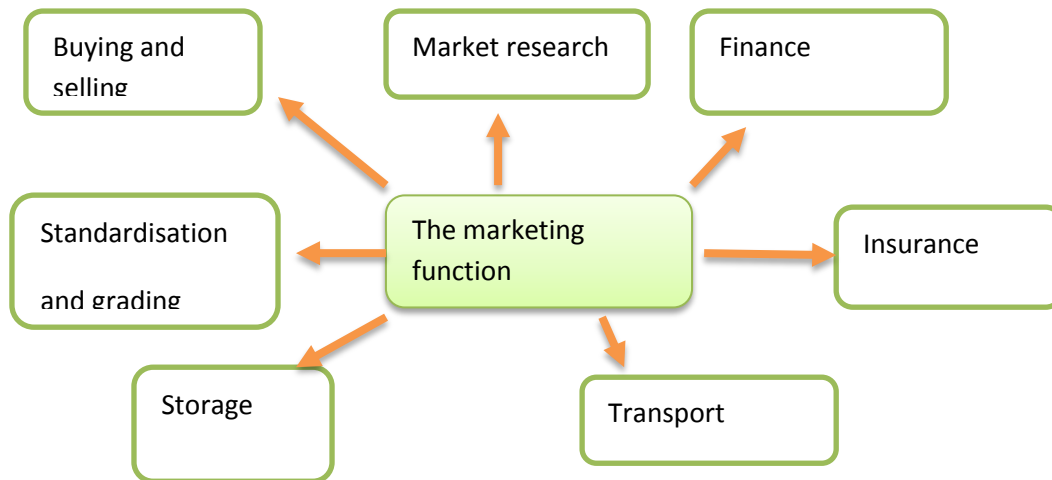 Buying and
selling
Market research
Finance
Standardisation
and grading
The marketing
function
Insurance
Storage
Transport